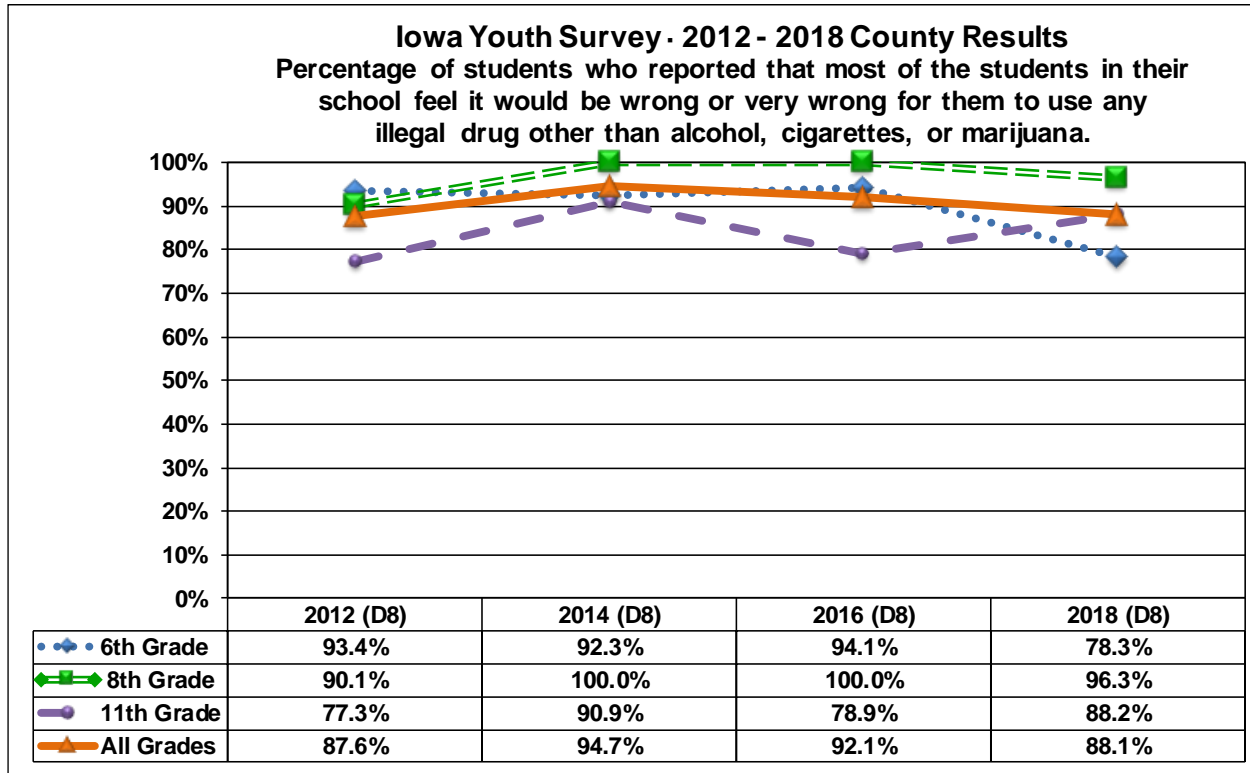 Iowa Youth Survey · 2012 - 2018 County Results
Percentage of students who reported that most of the students in their
school feel it would be wrong or very wrong for them to use any
illegal drug other than alcohol, cigarettes, or marijuana.
100%
90%
80%
70%
60%
50%
40%
30%
20%
10%
0%
2012 (D8) 2014 (D8) 2016 (D8) 2018 (D8)
6th Grade 93.4% 92.3% 94.1% 78.3%
8th Grade 90.1% 100.0% 100.0% 96.3%
11th Grade 77.3% 90.9% 78.9% 88.2%
All Grades 87.6% 94.7% 92.1% 88.1%